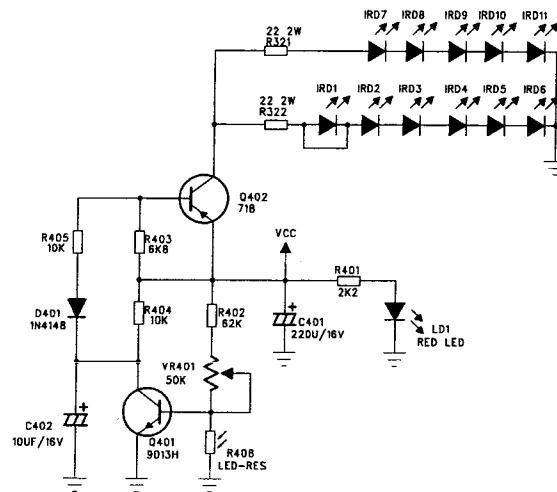 IRD7 IRD8 IRD9 IRD10 IRD11
22 2W
R321
IRD1 IRD2 IRD3 IRD4 IRD5 IRD6
22 2W
R322
Q402
718
VCC
R405
10K
R403
6K8
R401
2K2
D401
1N4148
R404
10K
R402
62K
C401
220U/16V
LD1
RED LED
VR401
50K
C402
10UF/16V
Q401
9013H
R408
LED-RES